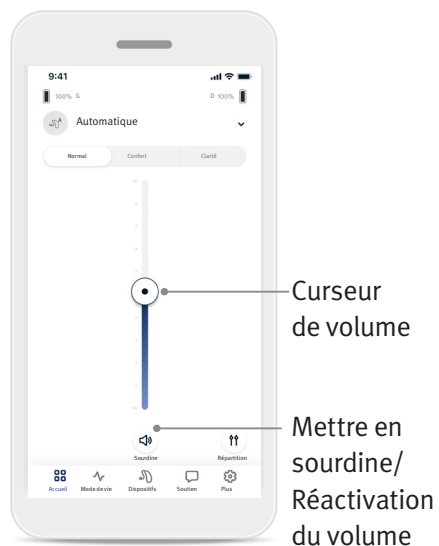 9:41
100% G
D 100%
Automatique
Normal Confort Clarté
Curseur
de volume
Sourdine Répartition
Mettre en
sourdine/
Réactivation
du volume
Accueil Mode de vie Dispositifs Soutien Plus